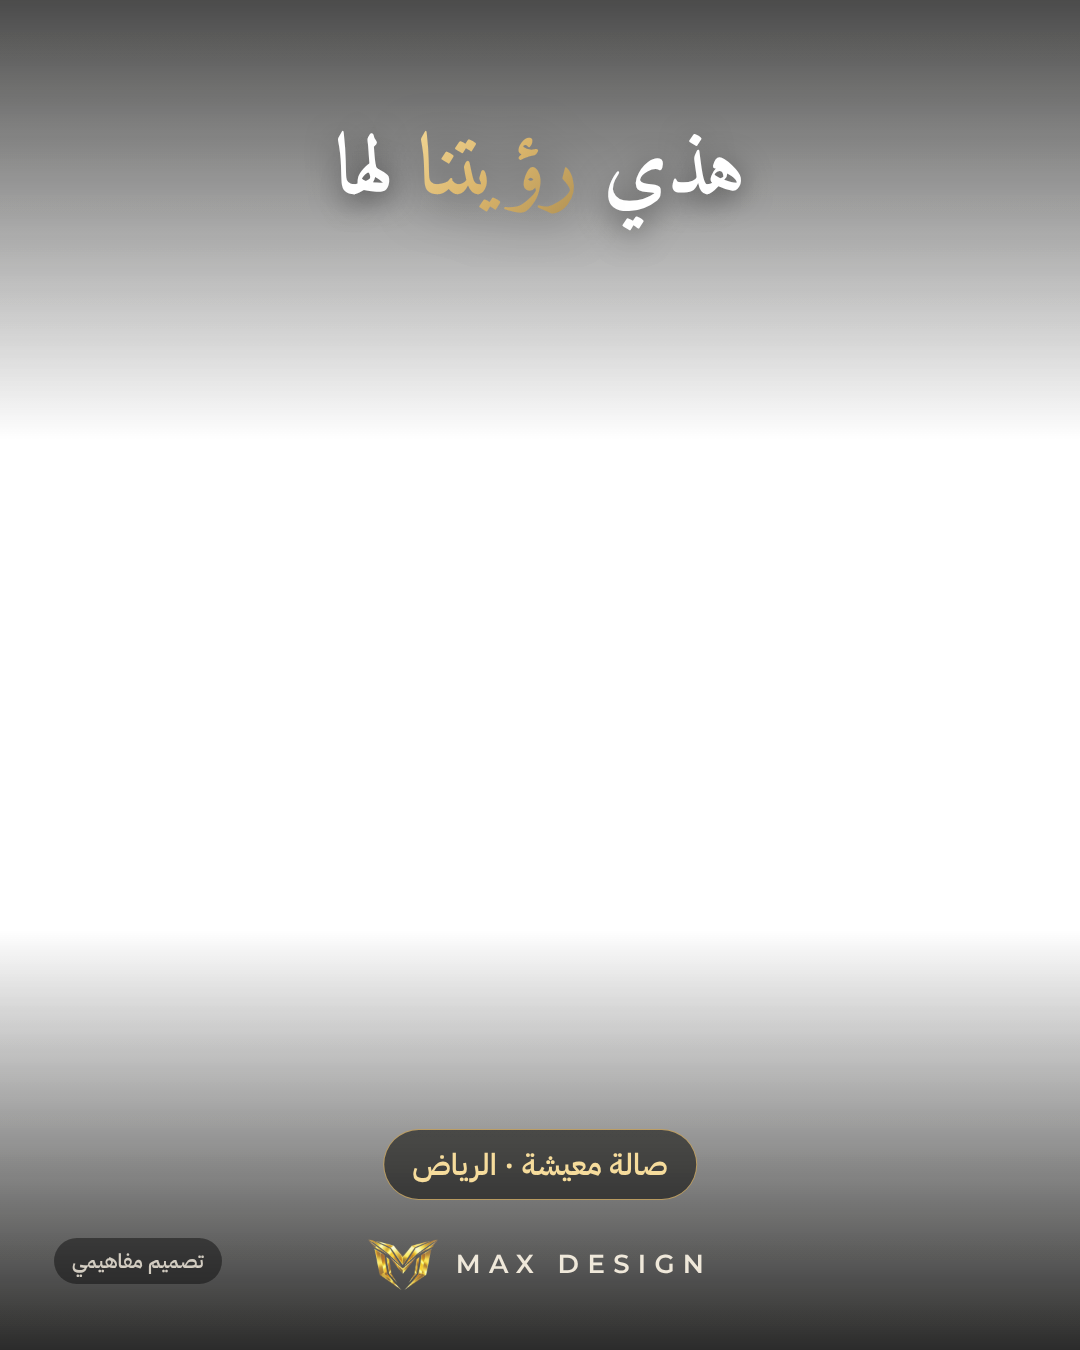 هذي رؤيتنا لها
صالة معيشة · الرياض
MAX DESIGN
تصميم مفاهيمي